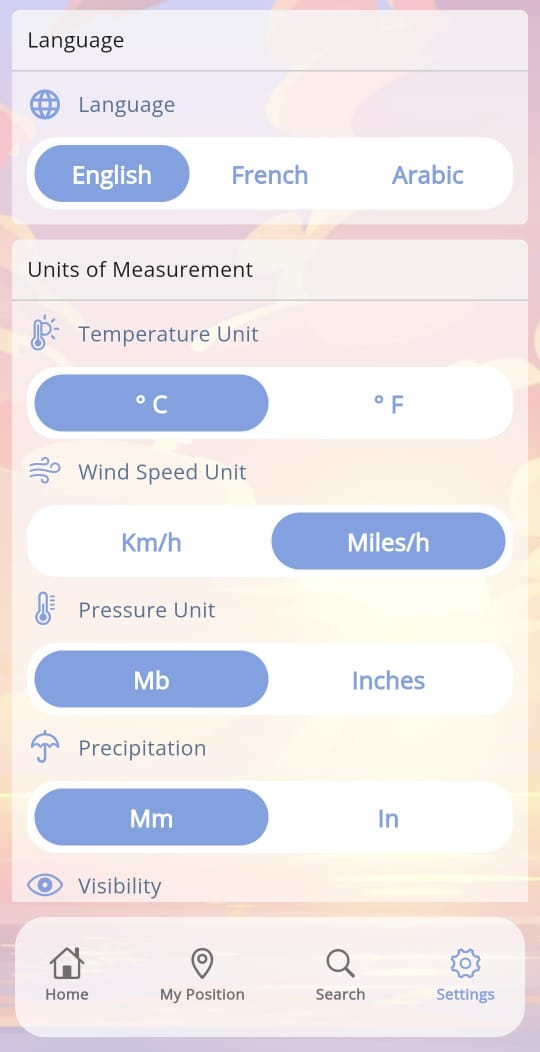 Language
Language
English French Arabic
Units of Measurement
Temperature Unit
° C ° F
Wind Speed Unit
Km/h Miles/h
Pressure Unit
Mb Inches
Precipitation
Mm In
Visibility
Home My Position Search Settings